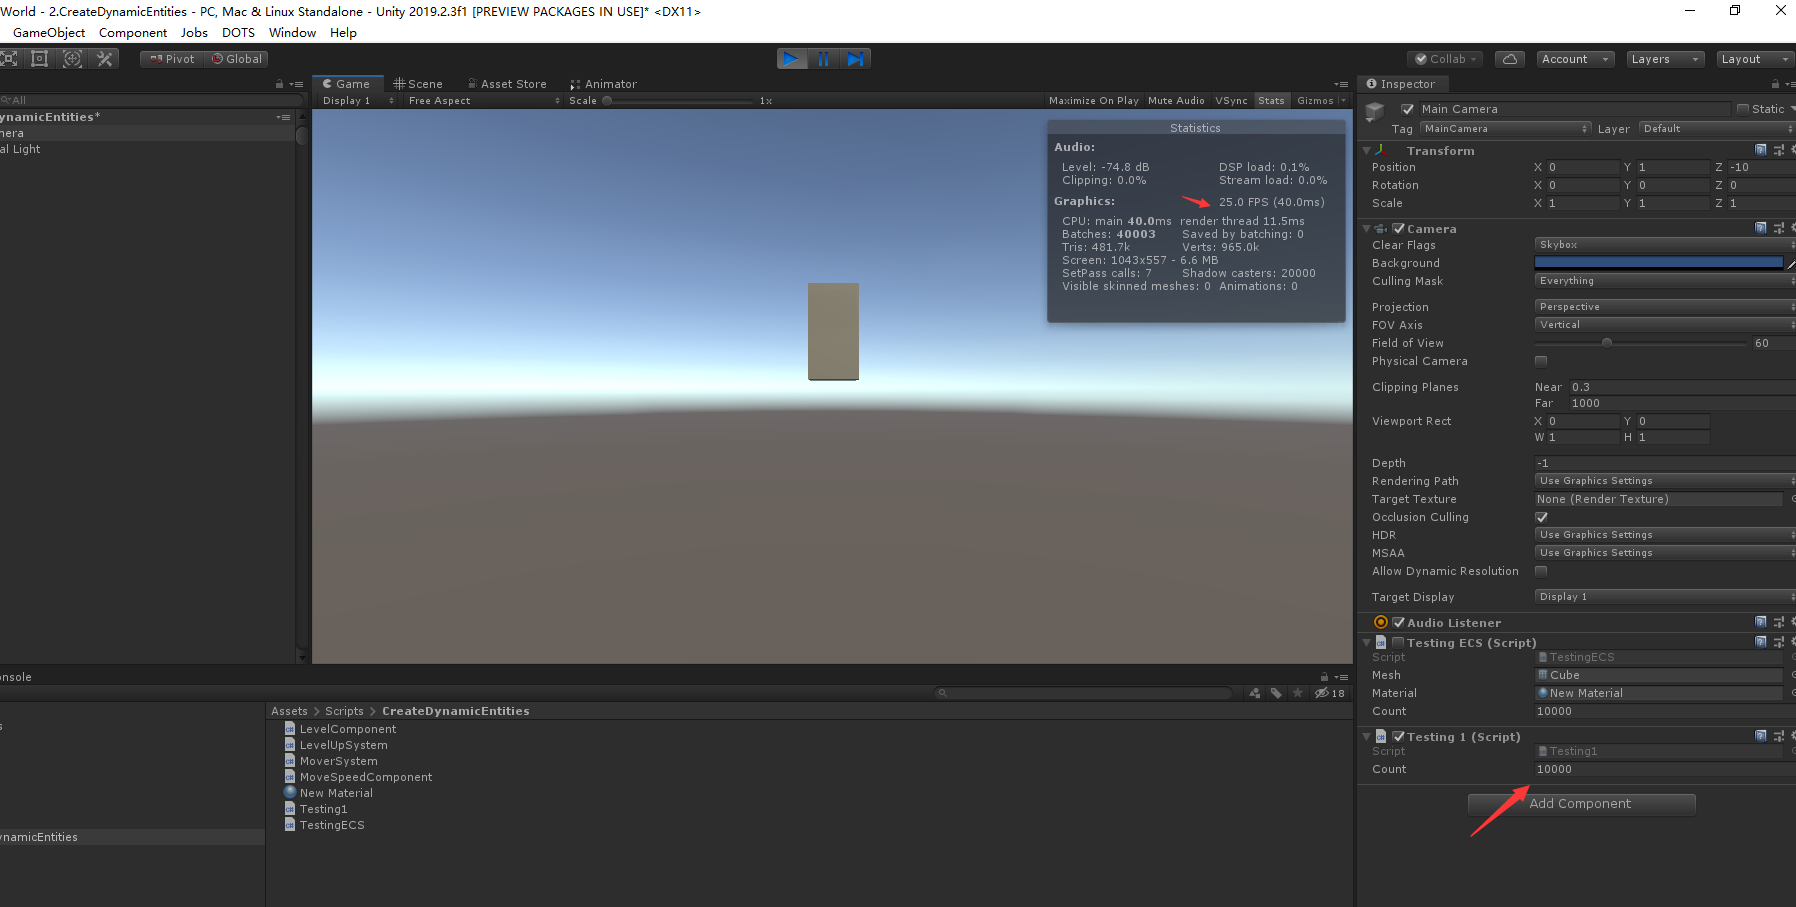 World - 2.CreateDynamicEntities - PC, Mac & Linux Standalone - Unity 2019.2.3f1 [PREVIEW PACKAGES IN USE]* <DX11>
GameObject Component Jobs DOTS Window Help
Pivot Global Collab Account Layers Layout
Game Scene Asset Store Animator
Display 1 Free Aspect Scale 1x Maximize On Play Mute Audio VSync Stats Gizmos
All
ynamicEntities*
nera
al Light
Statistics
Audio:
Level: -74.8 dB DSP load: 0.1%
Clipping: 0.0% Stream load: 0.0%
Graphics: 25.0 FPS (40.0ms)
CPU: main 40.0ms render thread 11.5ms
Batches: 40003 Saved by batching: 0
Tris: 481.7k Verts: 965.0k
Screen: 1043x557 - 6.6 MB
SetPass calls: 7 Shadow casters: 20000
Visible skinned meshes: 0 Animations: 0
Inspector
Main Camera Static
Tag MainCamera Layer Default
Transform
Position X 0 Y 1 Z -10
Rotation X 0 Y 0 Z 0
Scale X 1 Y 1 Z 1
Camera
Clear Flags Skybox
Background
Culling Mask Everything
Projection Perspective
FOV Axis Vertical
Field of View 60
Physical Camera
Clipping Planes Near 0.3
Far 1000
Viewport Rect X 0 Y 0
W 1 H 1
Depth -1
Rendering Path Use Graphics Settings
Target Texture None (Render Texture)
Occlusion Culling
HDR Use Graphics Settings
MSAA Use Graphics Settings
Allow Dynamic Resolution
Target Display Display 1
Audio Listener
Testing ECS (Script)
Script TestingECS
Mesh Cube
Material New Material
Count 10000
Testing 1 (Script)
Script Testing1
Count 10000
Add Component
onsole
18
s
ynamicEntities
Assets > Scripts > CreateDynamicEntities
LevelComponent
LevelUpSystem
MoverSystem
MoveSpeedComponent
New Material
Testing1
TestingECS